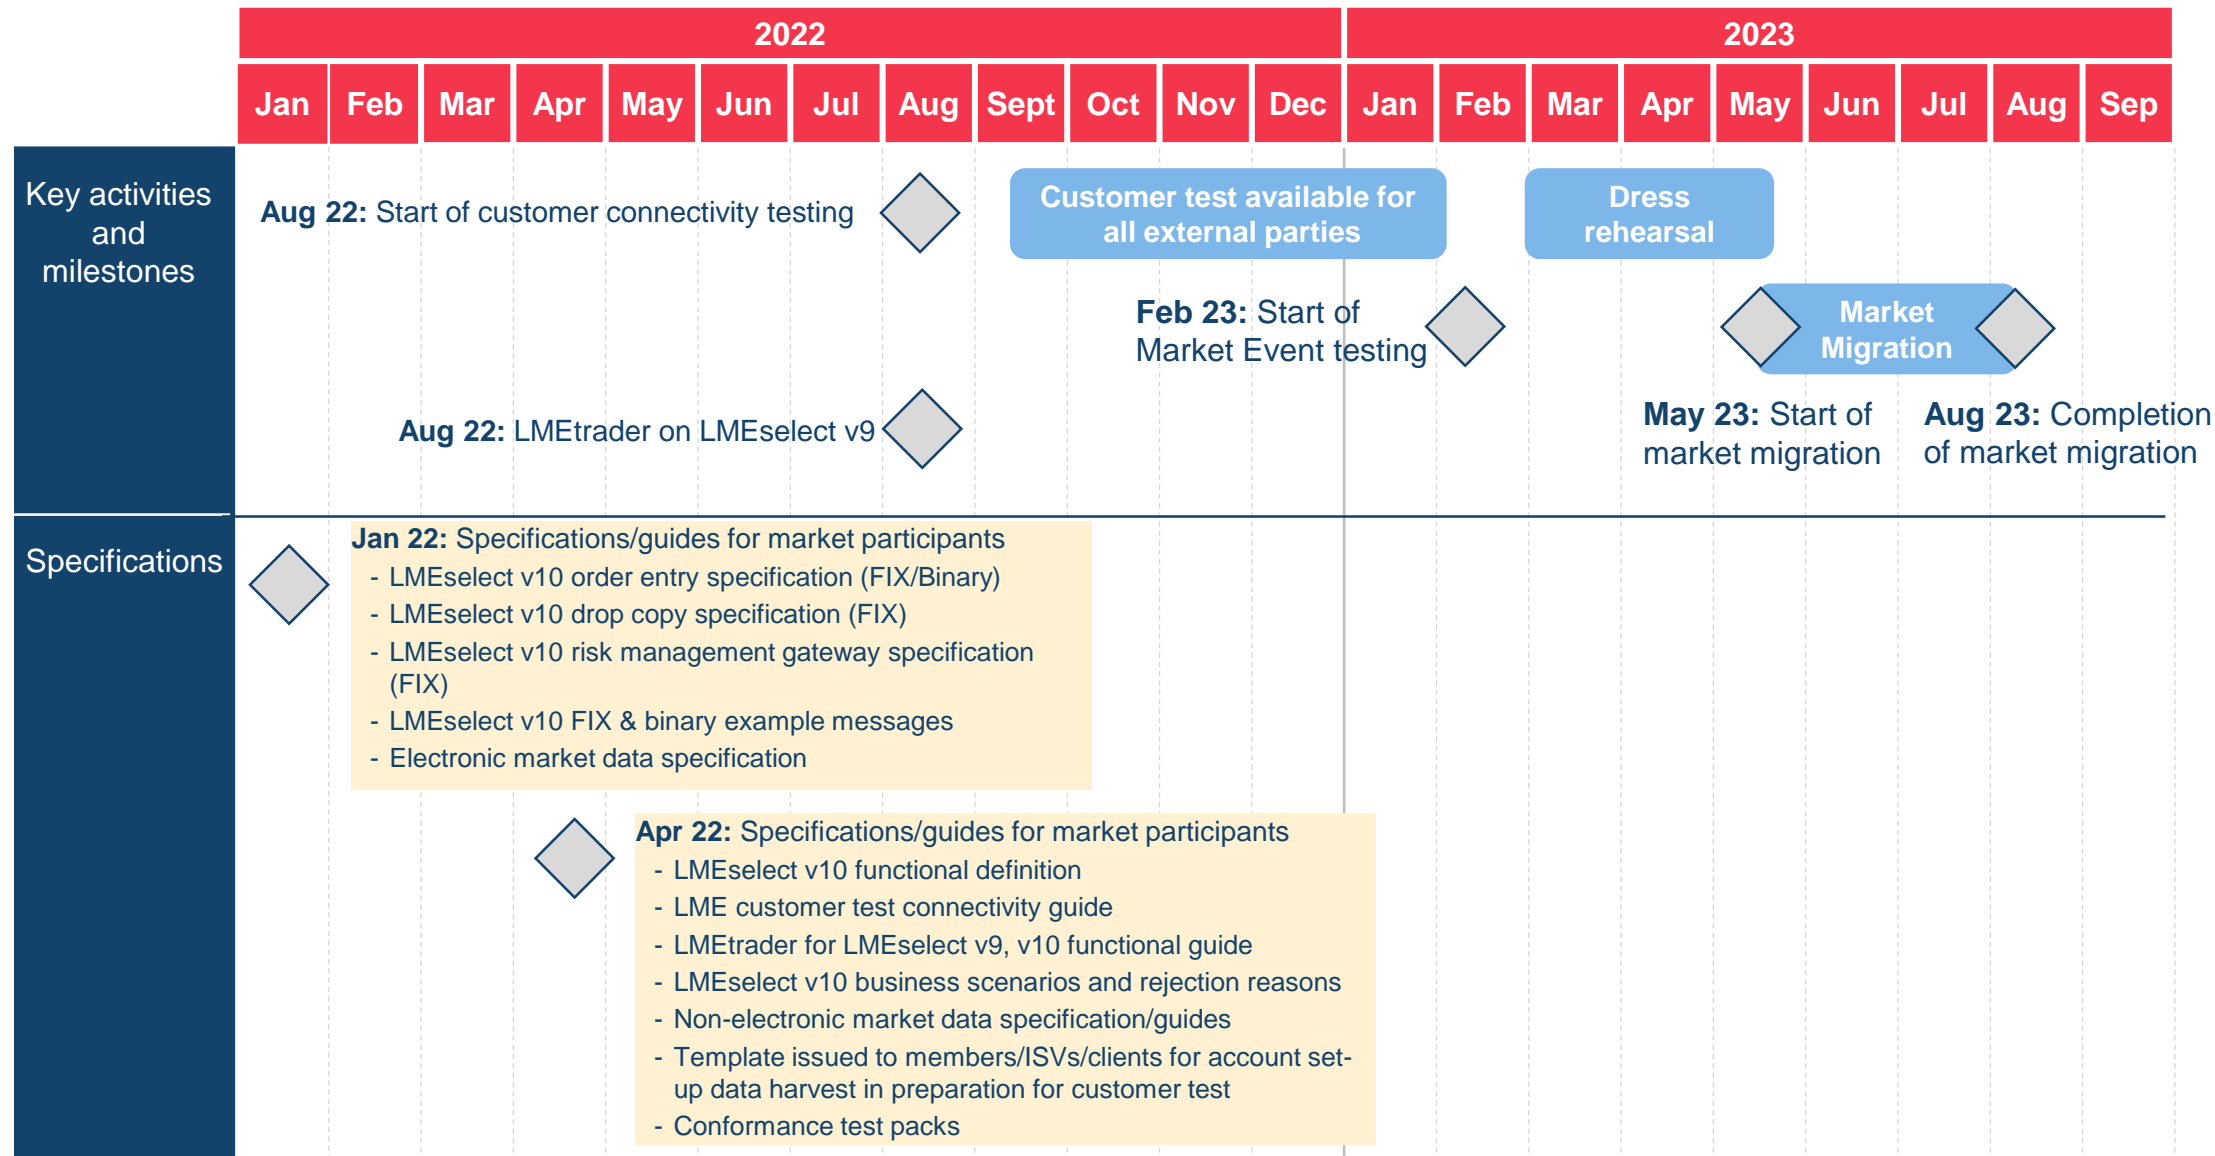 2022
2023
Jan
Feb
Mar
Apr
May
Jun
Jul
Aug
Sept
Oct
Nov
Dec
Jan
Feb
Mar
Apr
May
Jun
Jul
Aug
Sep
Key activities
and
milestones
Aug 22: Start of customer connectivity testing
Customer test available for
all external parties
Dress
rehearsal
Feb 23: Start of
Market Event testing
Market
Migration
Aug 22: LMEtrader on LMEselect v9
May 23: Start of
market migration
Aug 23: Completion
of market migration
Specifications
Jan 22: Specifications/guides for market participants
- LMEselect v10 order entry specification (FIX/Binary)
- LMEselect v10 drop copy specification (FIX)
- LMEselect v10 risk management gateway specification
(FIX)
- LMEselect v10 FIX & binary example messages
- Electronic market data specification
Apr 22: Specifications/guides for market participants
- LMEselect v10 functional definition
- LME customer test connectivity guide
- LMEtrader for LMEselect v9, v10 functional guide
- LMEselect v10 business scenarios and rejection reasons
- Non-electronic market data specification/guides
- Template issued to members/ISVs/clients for account set-
up data harvest in preparation for customer test
- Conformance test packs